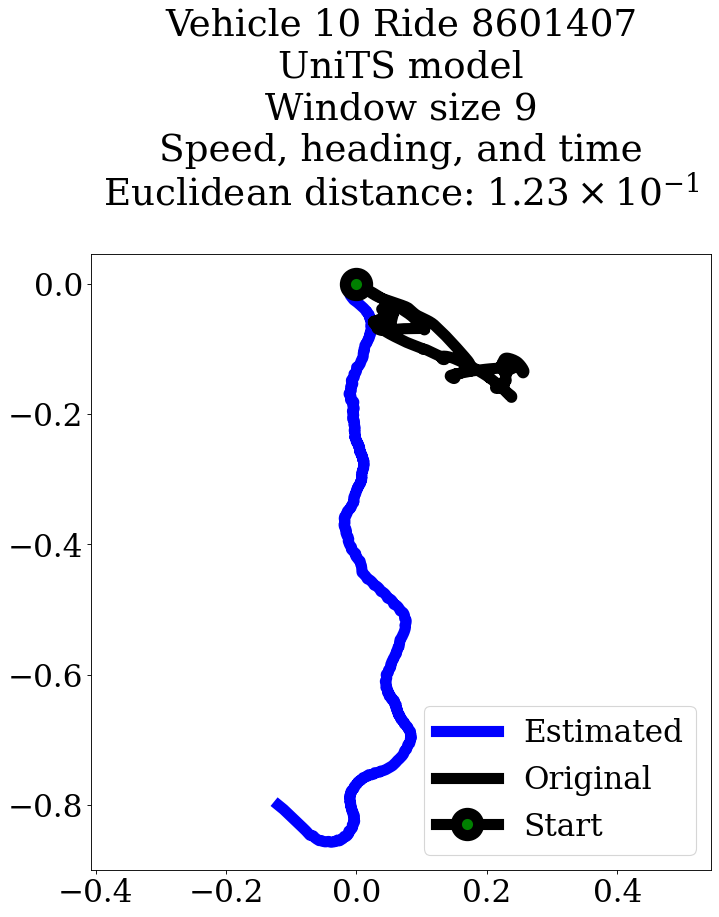 Vehicle 10 Ride 8601407
UniTS model
Window size 9
Speed, heading, and time
Euclidean distance: 1.23 × 10⁻¹
0.0
−0.2
−0.4
−0.6
−0.8
−0.4 −0.2 0.0 0.2 0.4
Estimated
Original
Start